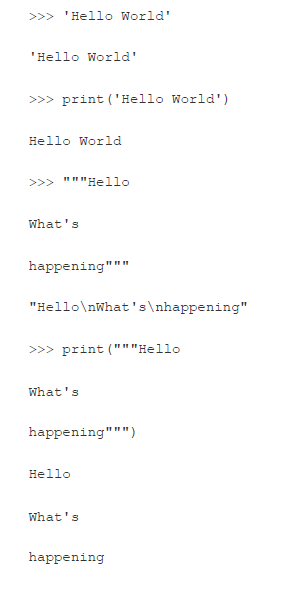 >>> 'Hello World'
'Hello World'
>>> print('Hello World')
Hello World
>>> """Hello
What's
happening"""
"Hello\nWhat's\nhappening"
>>> print("""Hello
What's
happening""")
Hello
What's
happening